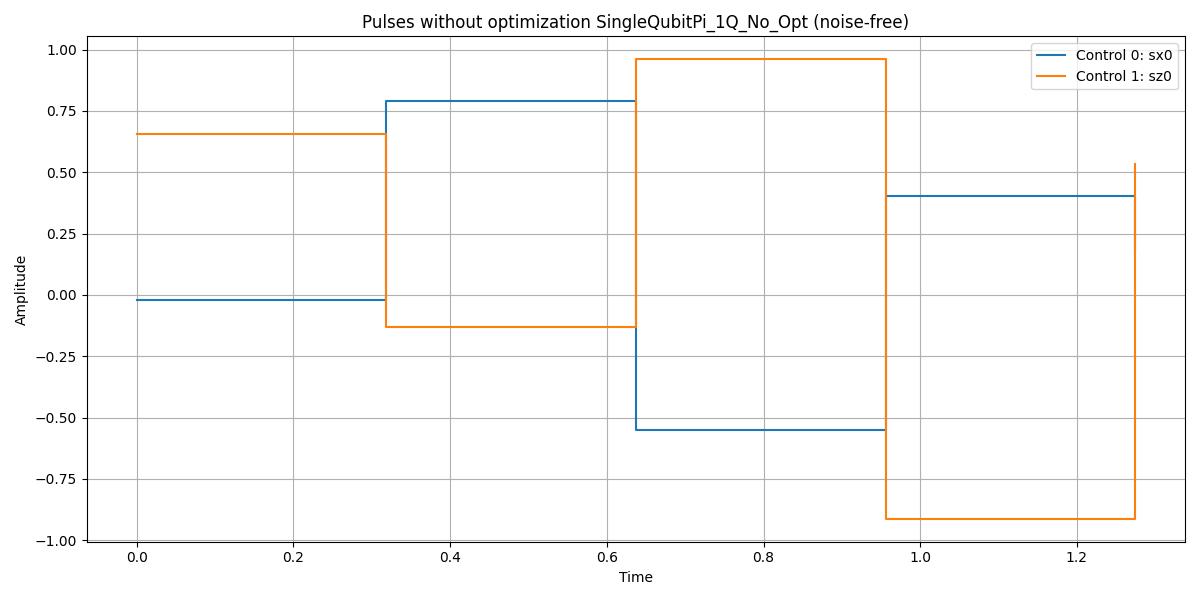 Pulses without optimization SingleQubitPi_1Q_No_Opt (noise-free)
Control 0: sx0
Control 1: sz0
Amplitude
1.00
0.75
0.50
0.25
0.00
−0.25
−0.50
−0.75
−1.00
0.0 0.2 0.4 0.6 0.8 1.0 1.2
Time